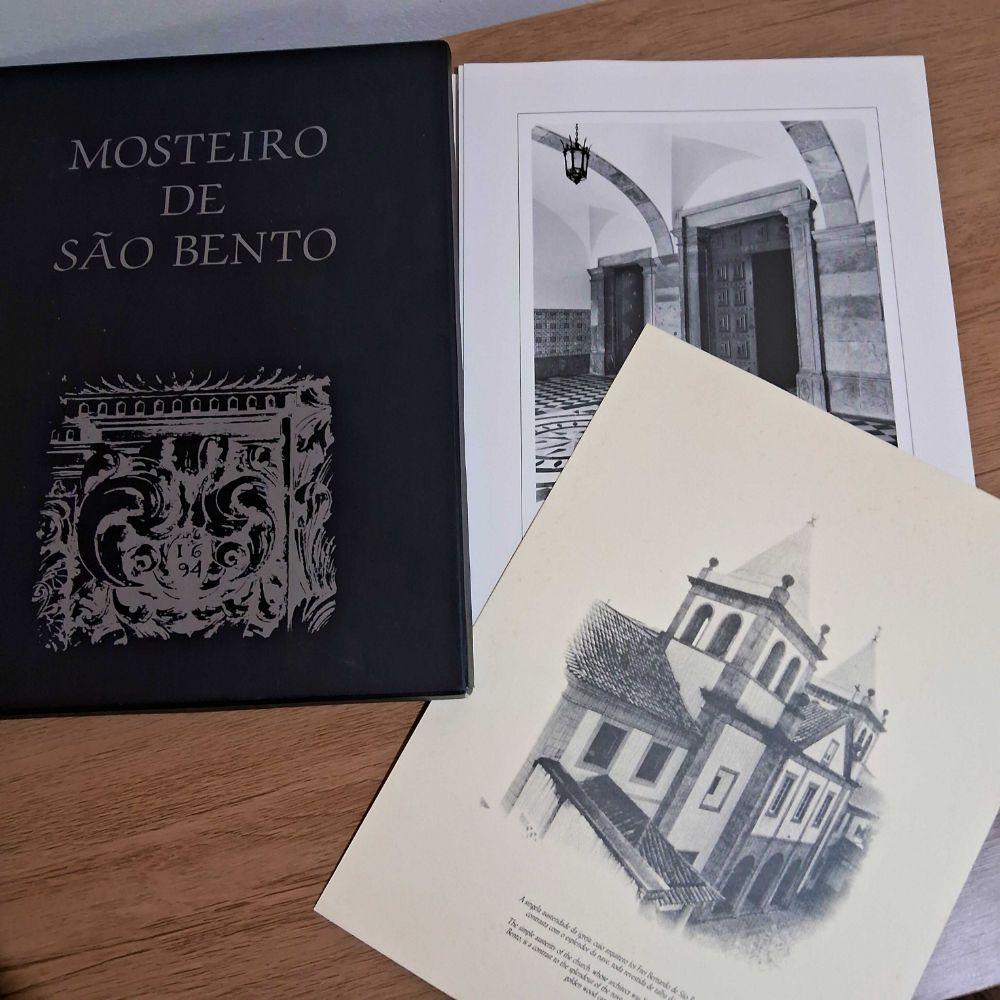 MOSTEIRO
DE
SÃO BENTO
16
94
A singela austeridade da igreja, cujo arquiteto foi Frei Bernardo de São
contrasta com o esplendor da nave, toda revestida de talha
The simple austerity of the church, whose architect was
Bento, is a contrast to the splendour of the nave
golden wood